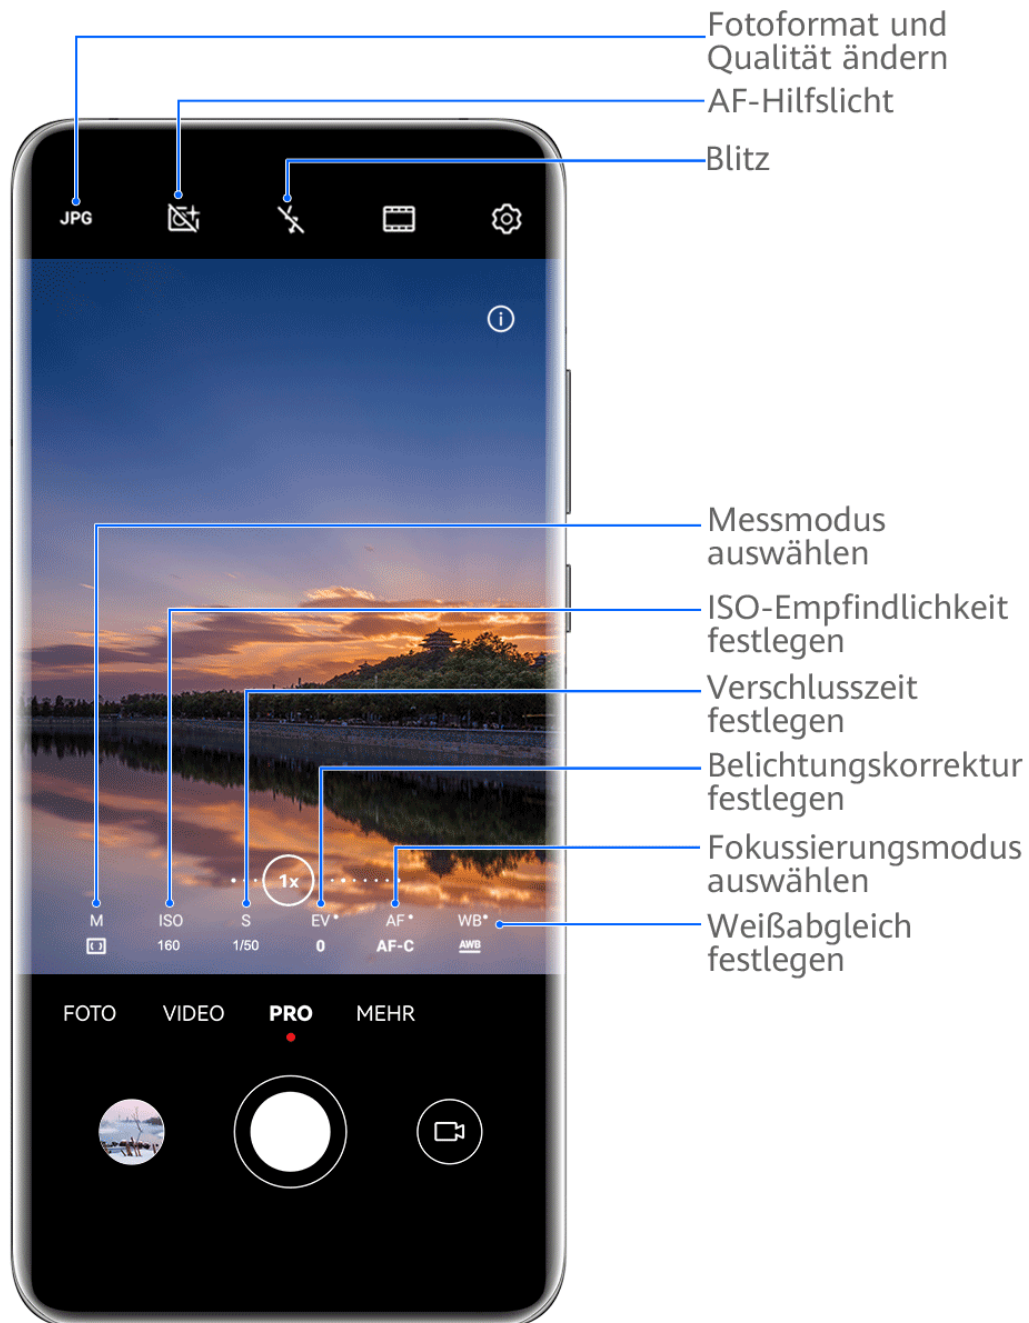 Fotoformat und
Qualität ändern
AF-Hilfslicht
Blitz
JPG
Messmodus
auswählen
ISO-Empfindlichkeit
festlegen
Verschlusszeit
festlegen
Belichtungskorrektur
festlegen
Fokussierungsmodus
auswählen
1x
M ISO S EV AF WB
Weißabgleich
festlegen
160 1/50 0 AF-C AWB
FOTO VIDEO PRO MEHR